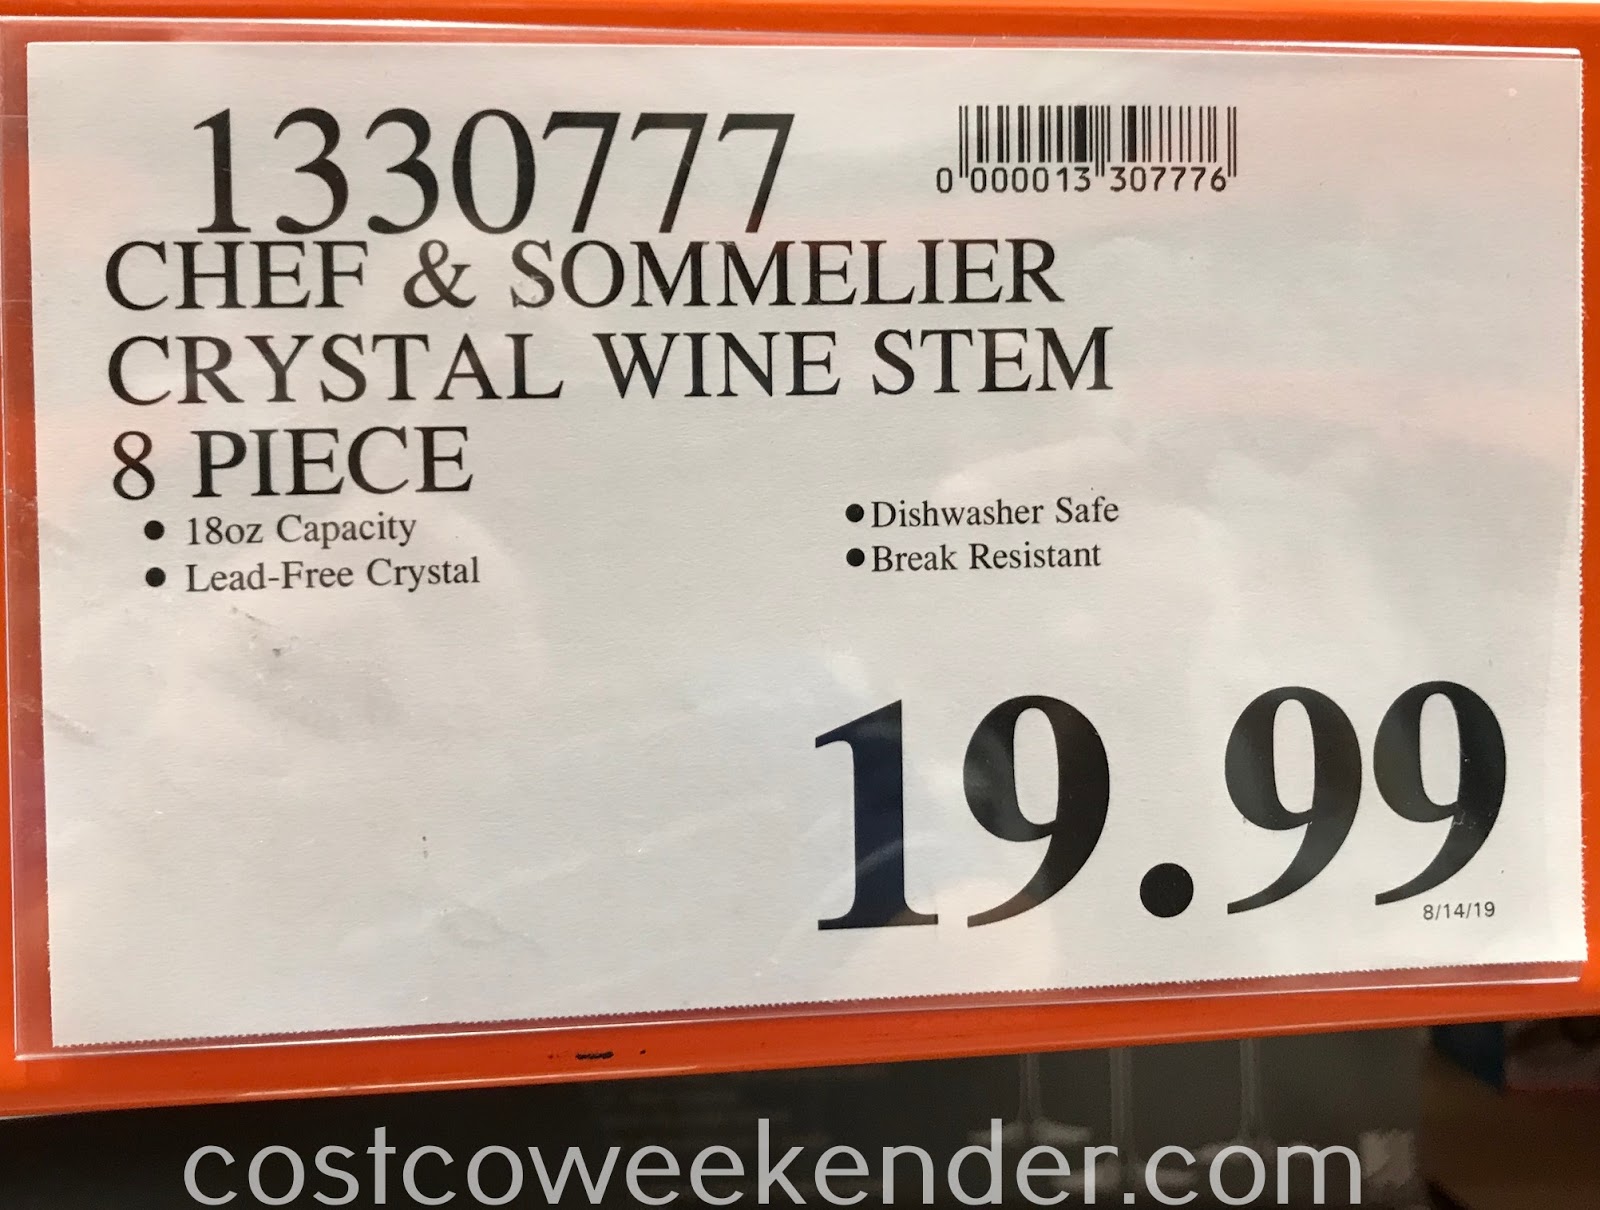 1330777
0 000013 307776
CHEF & SOMMELIER
CRYSTAL WINE STEM
8 PIECE
• 18oz Capacity
• Lead-Free Crystal
• Dishwasher Safe
• Break Resistant
19.99
8/14/19
costcoweekender.com